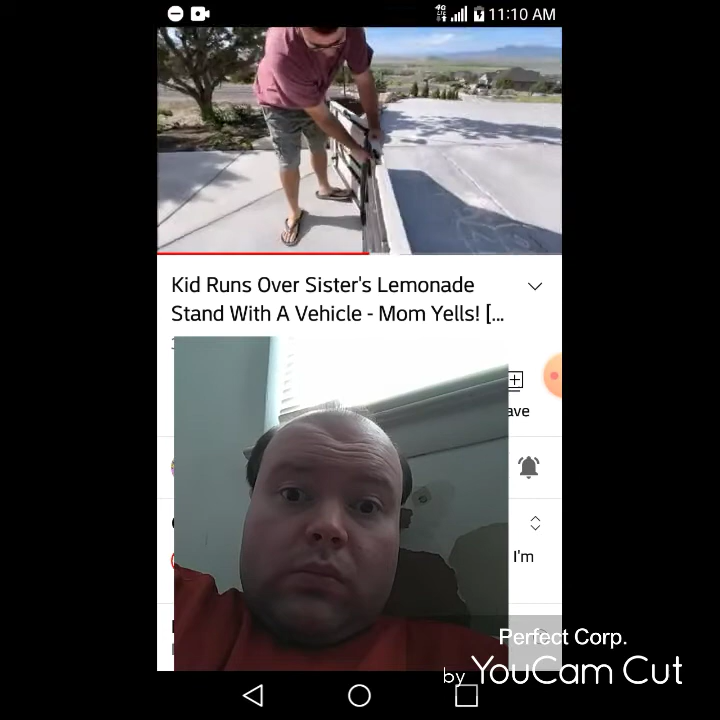 4G
11:10 AM
Kid Runs Over Sister's Lemonade
Stand With A Vehicle - Mom Yells! [...
ave
I'm
Perfect Corp.
by YouCam Cut